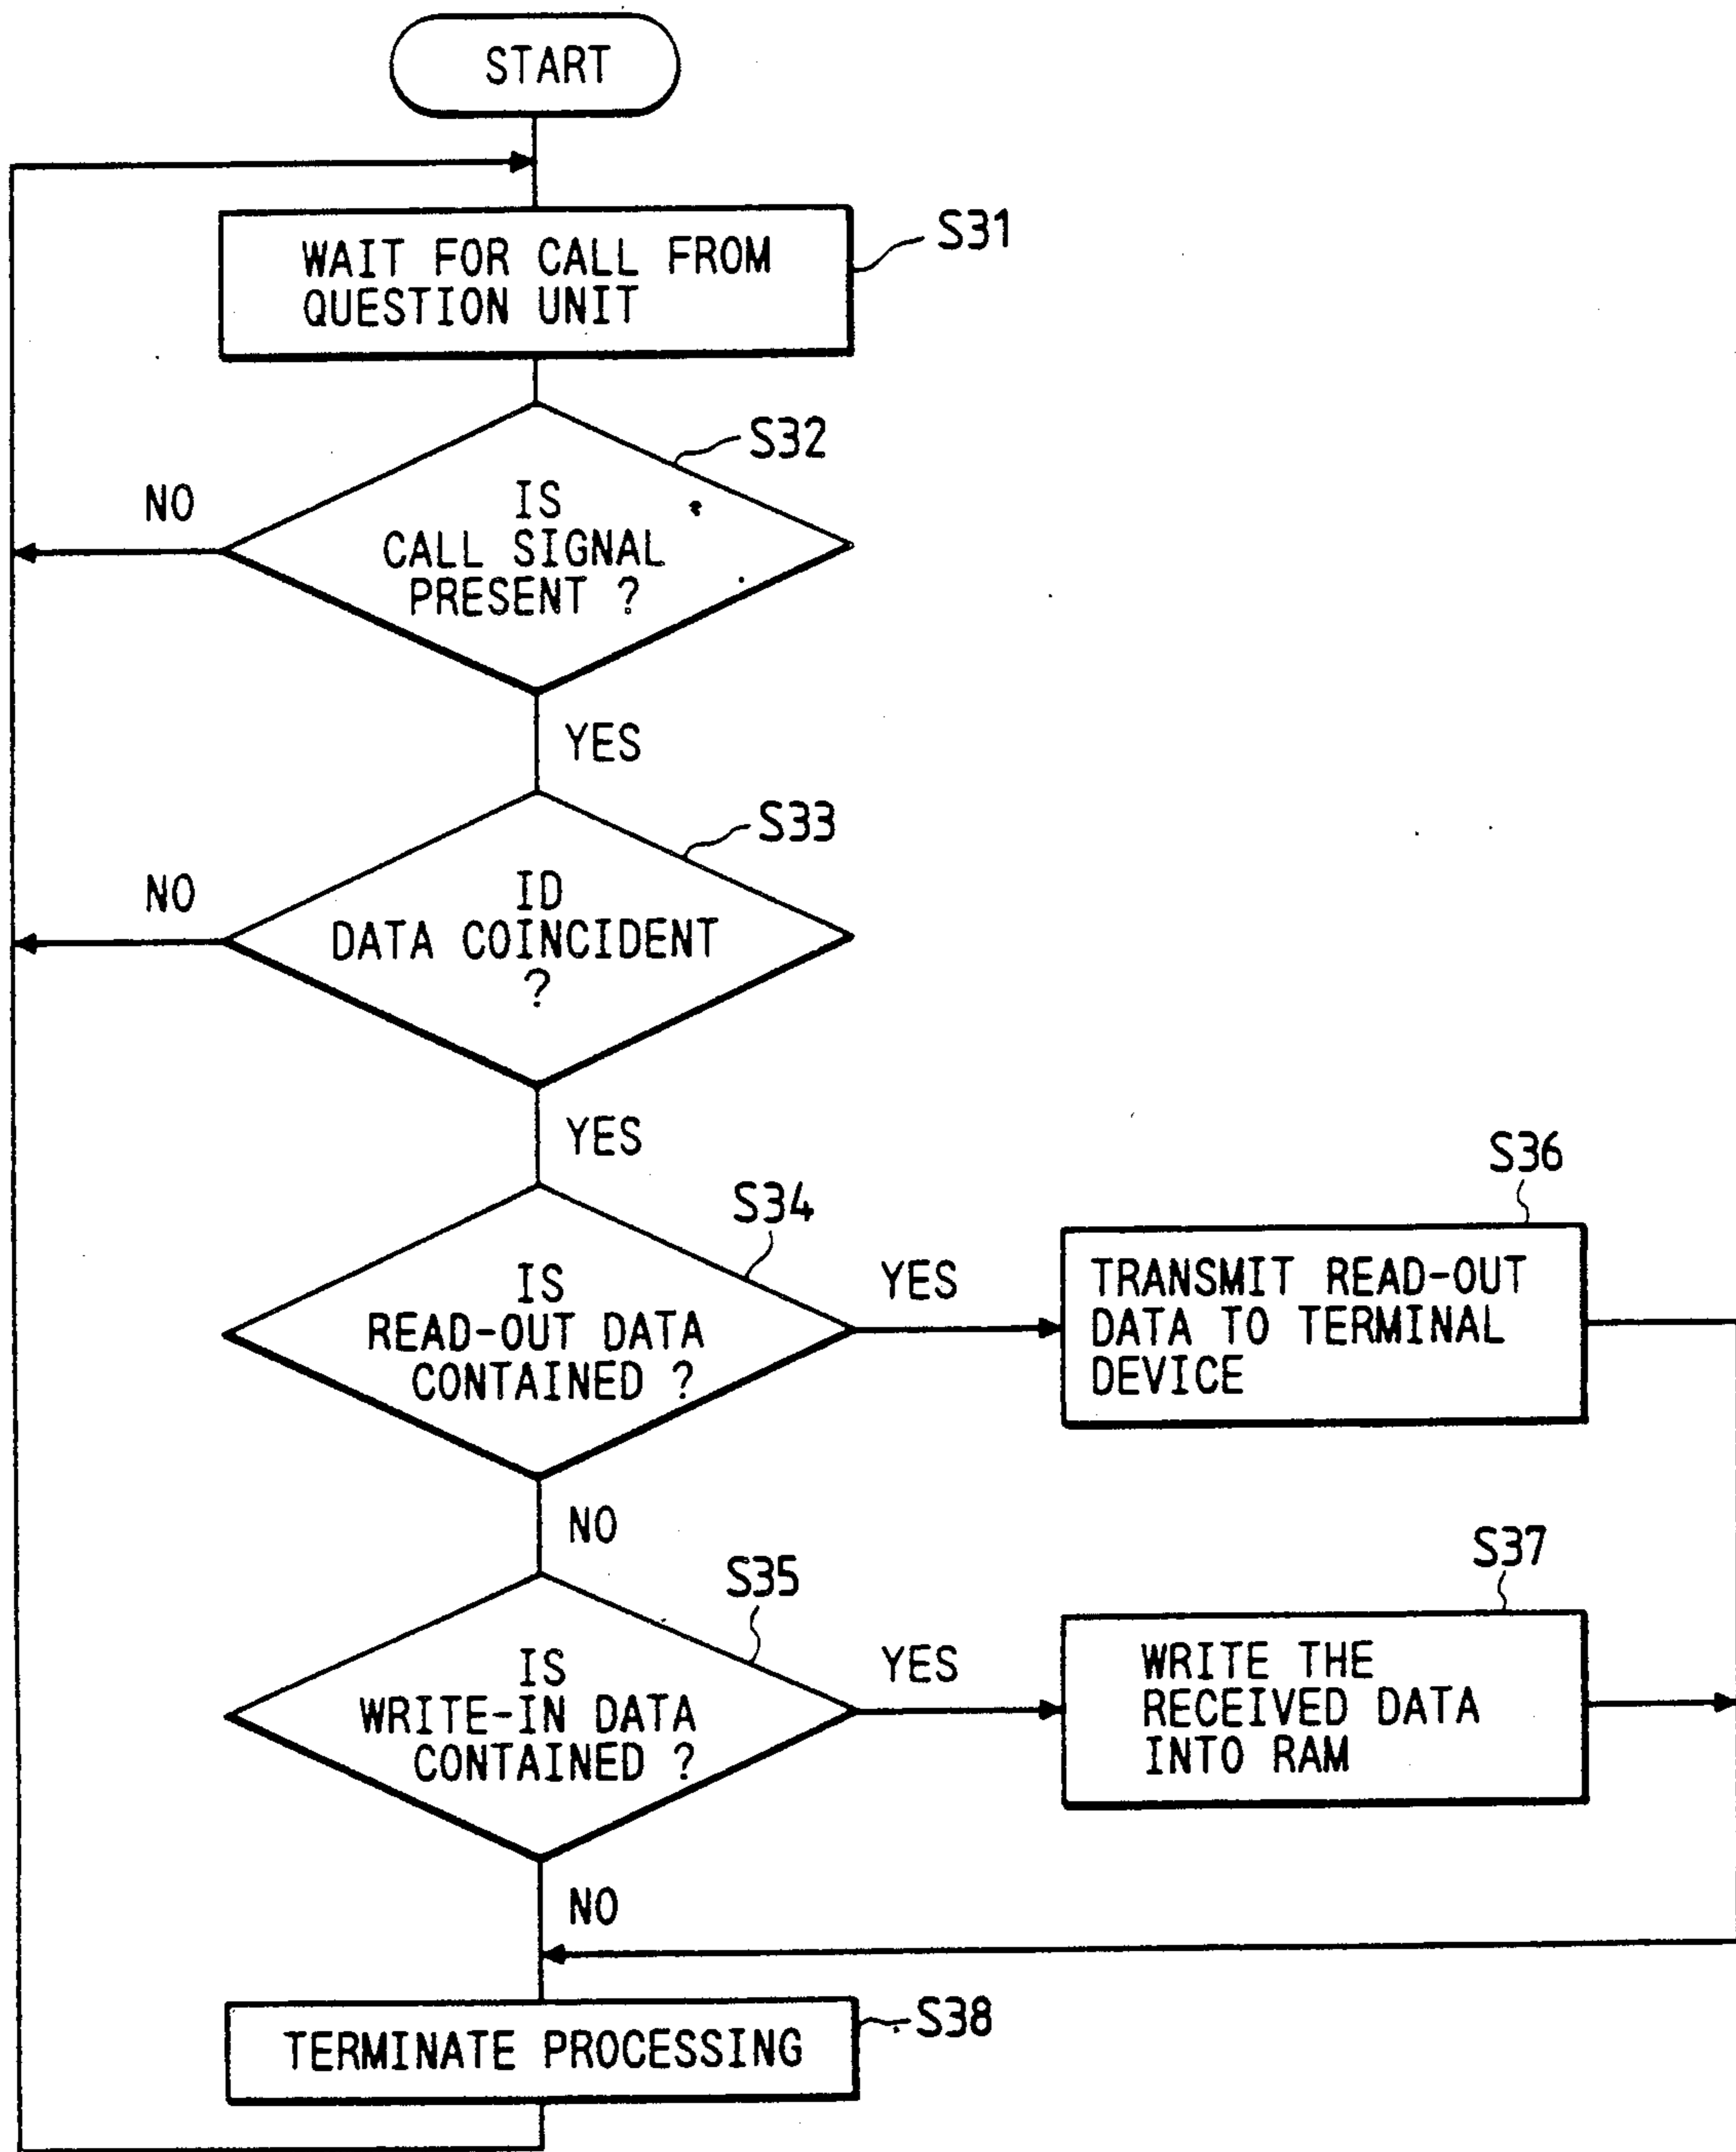 START
WAIT FOR CALL FROM
QUESTION UNIT
S31
S32
NO
IS
CALL SIGNAL
PRESENT ?
YES
S33
NO
ID
DATA COINCIDENT
?
YES
S34
IS
READ-OUT DATA
CONTAINED ?
YES
S36
TRANSMIT READ-OUT
DATA TO TERMINAL
DEVICE
NO
S35
IS
WRITE-IN DATA
CONTAINED ?
YES
S37
WRITE THE
RECEIVED DATA
INTO RAM
NO
S38
TERMINATE PROCESSING